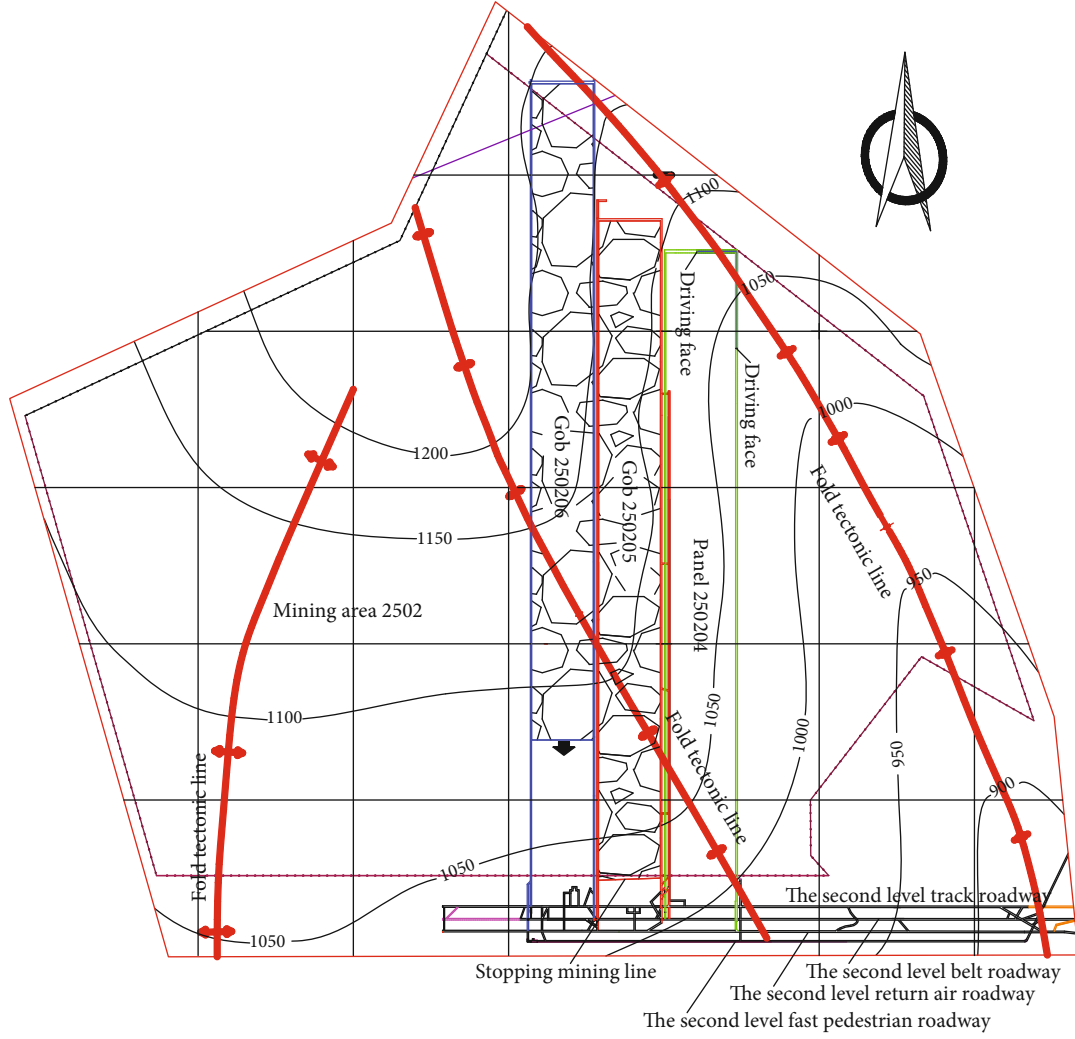 1100
1050
Driving face
Driving face
1000
1200
Gob 250206
Gob 250205
Fold tectonic line
1150
Panel 250204
950
Mining area 2502
1100
1050
Fold tectonic line
1000
950
900
Fold tectonic line
1050
The second level track roadway
1050
Stopping mining line
The second level belt roadway
The second level return air roadway
The second level fast pedestrian roadway